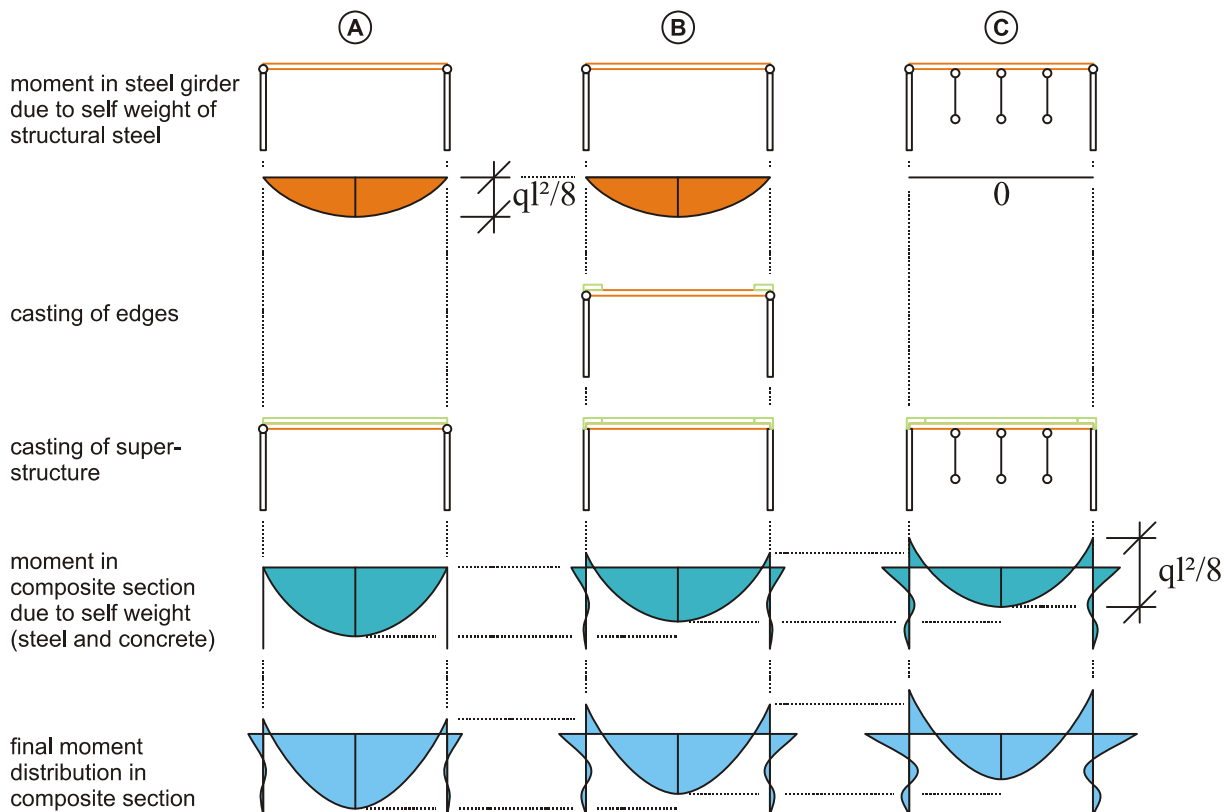 A
B
C
moment in steel girder
due to self weight of
structural steel
ql²/8
0
casting of edges
casting of super-
structure
moment in
composite section
due to self weight
(steel and concrete)
ql²/8
final moment
distribution in
composite section